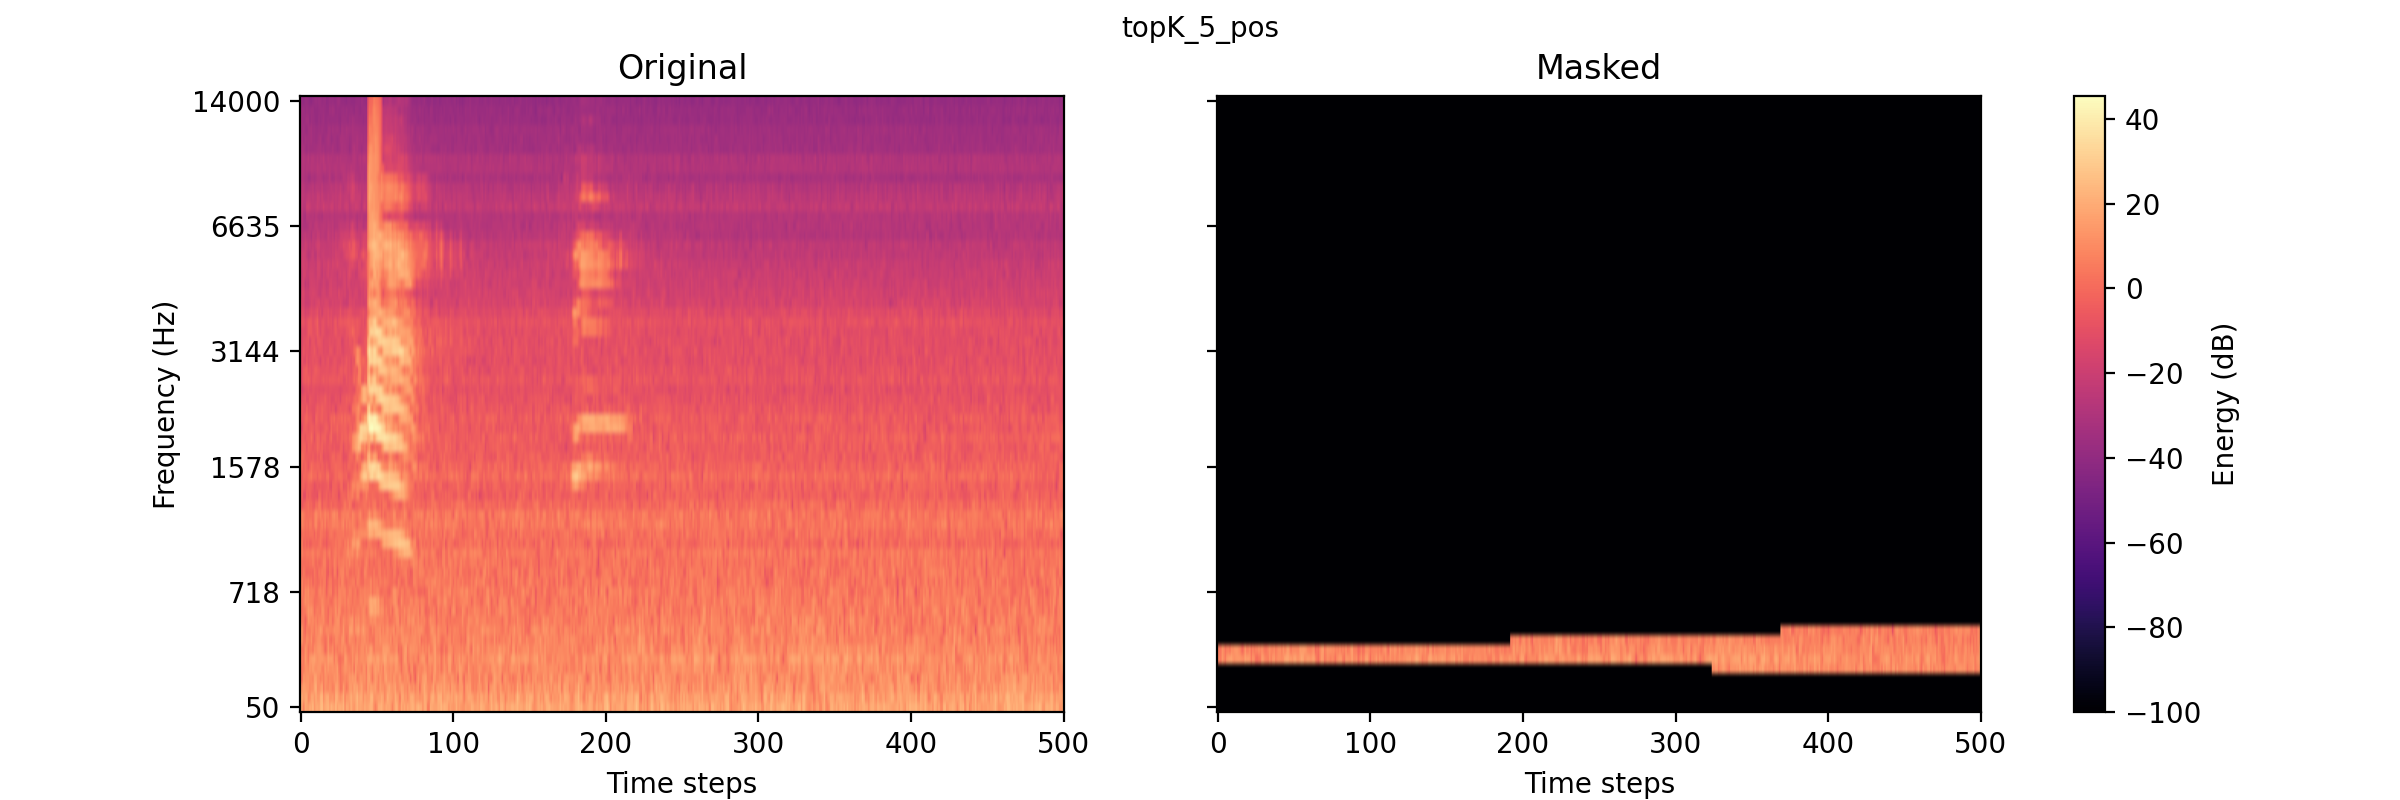 topK_5_pos
Original
Masked
14000
6635
3144
1578
718
50
Frequency (Hz)
0 100 200 300 400 500
Time steps
0 100 200 300 400 500
Time steps
40
20
0
−20
−40
−60
−80
−100
Energy (dB)